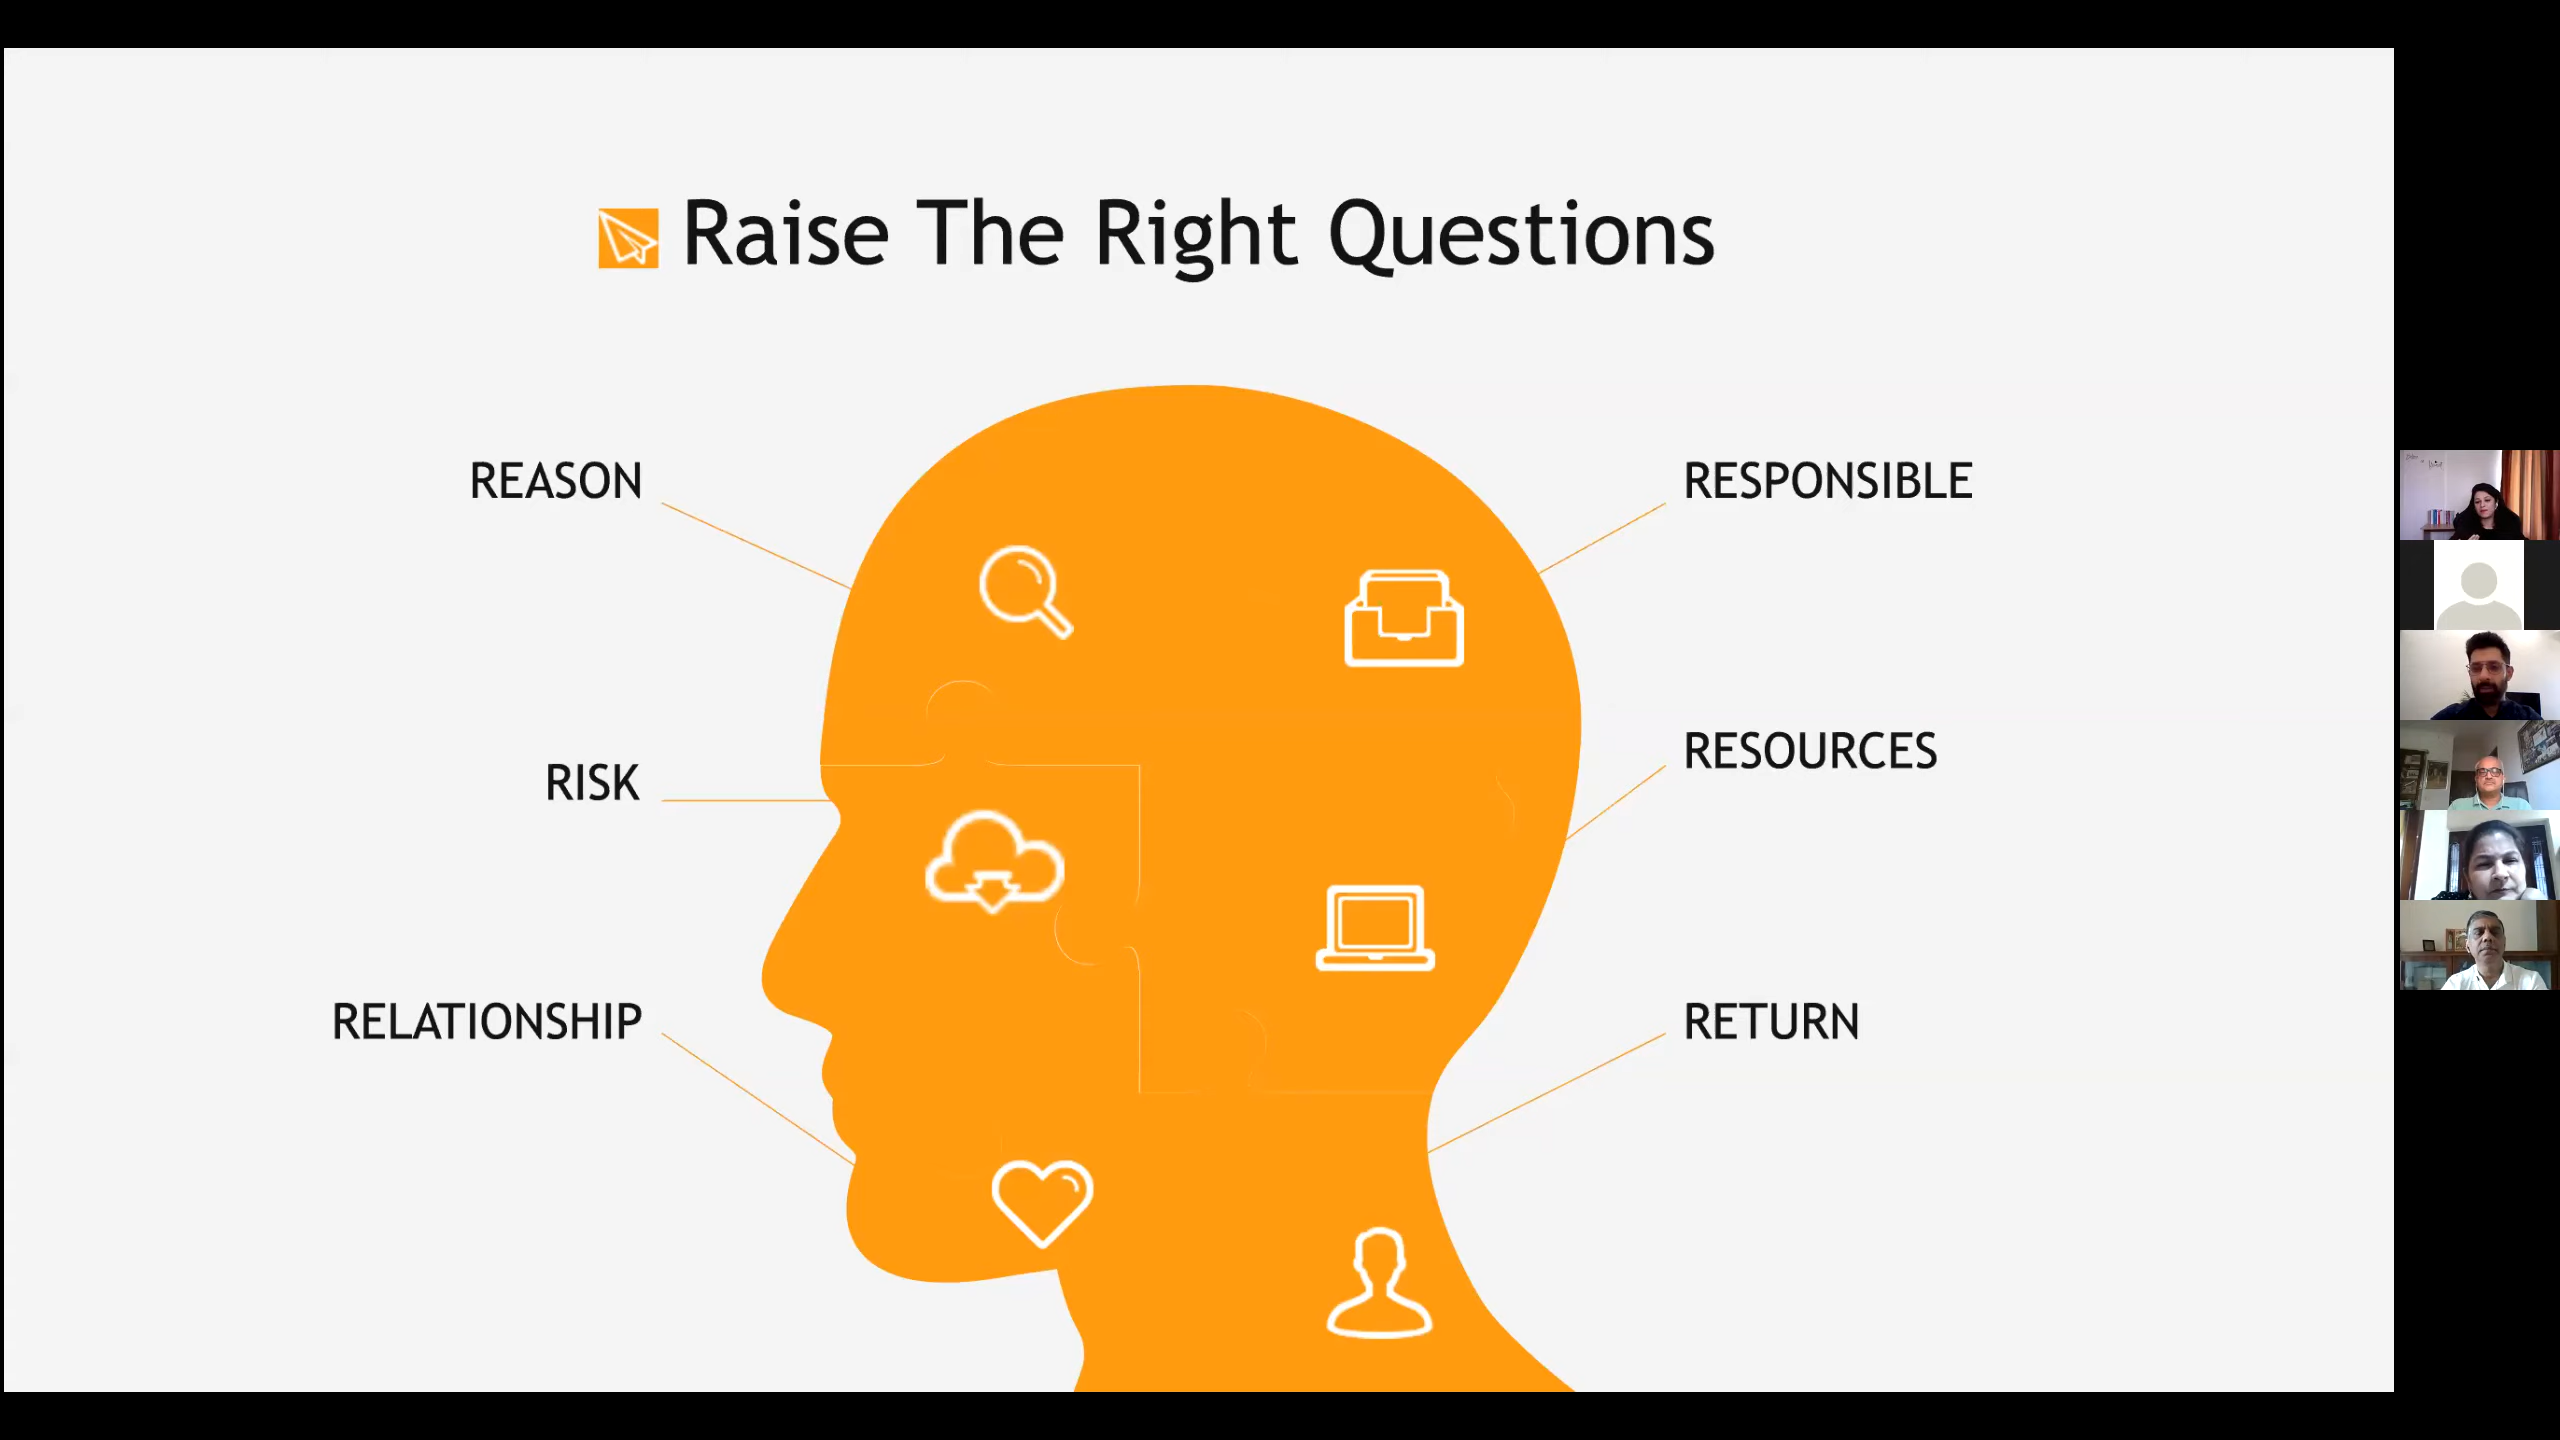 Raise The Right Questions
REASON
RESPONSIBLE
RISK
RESOURCES
RELATIONSHIP
RETURN